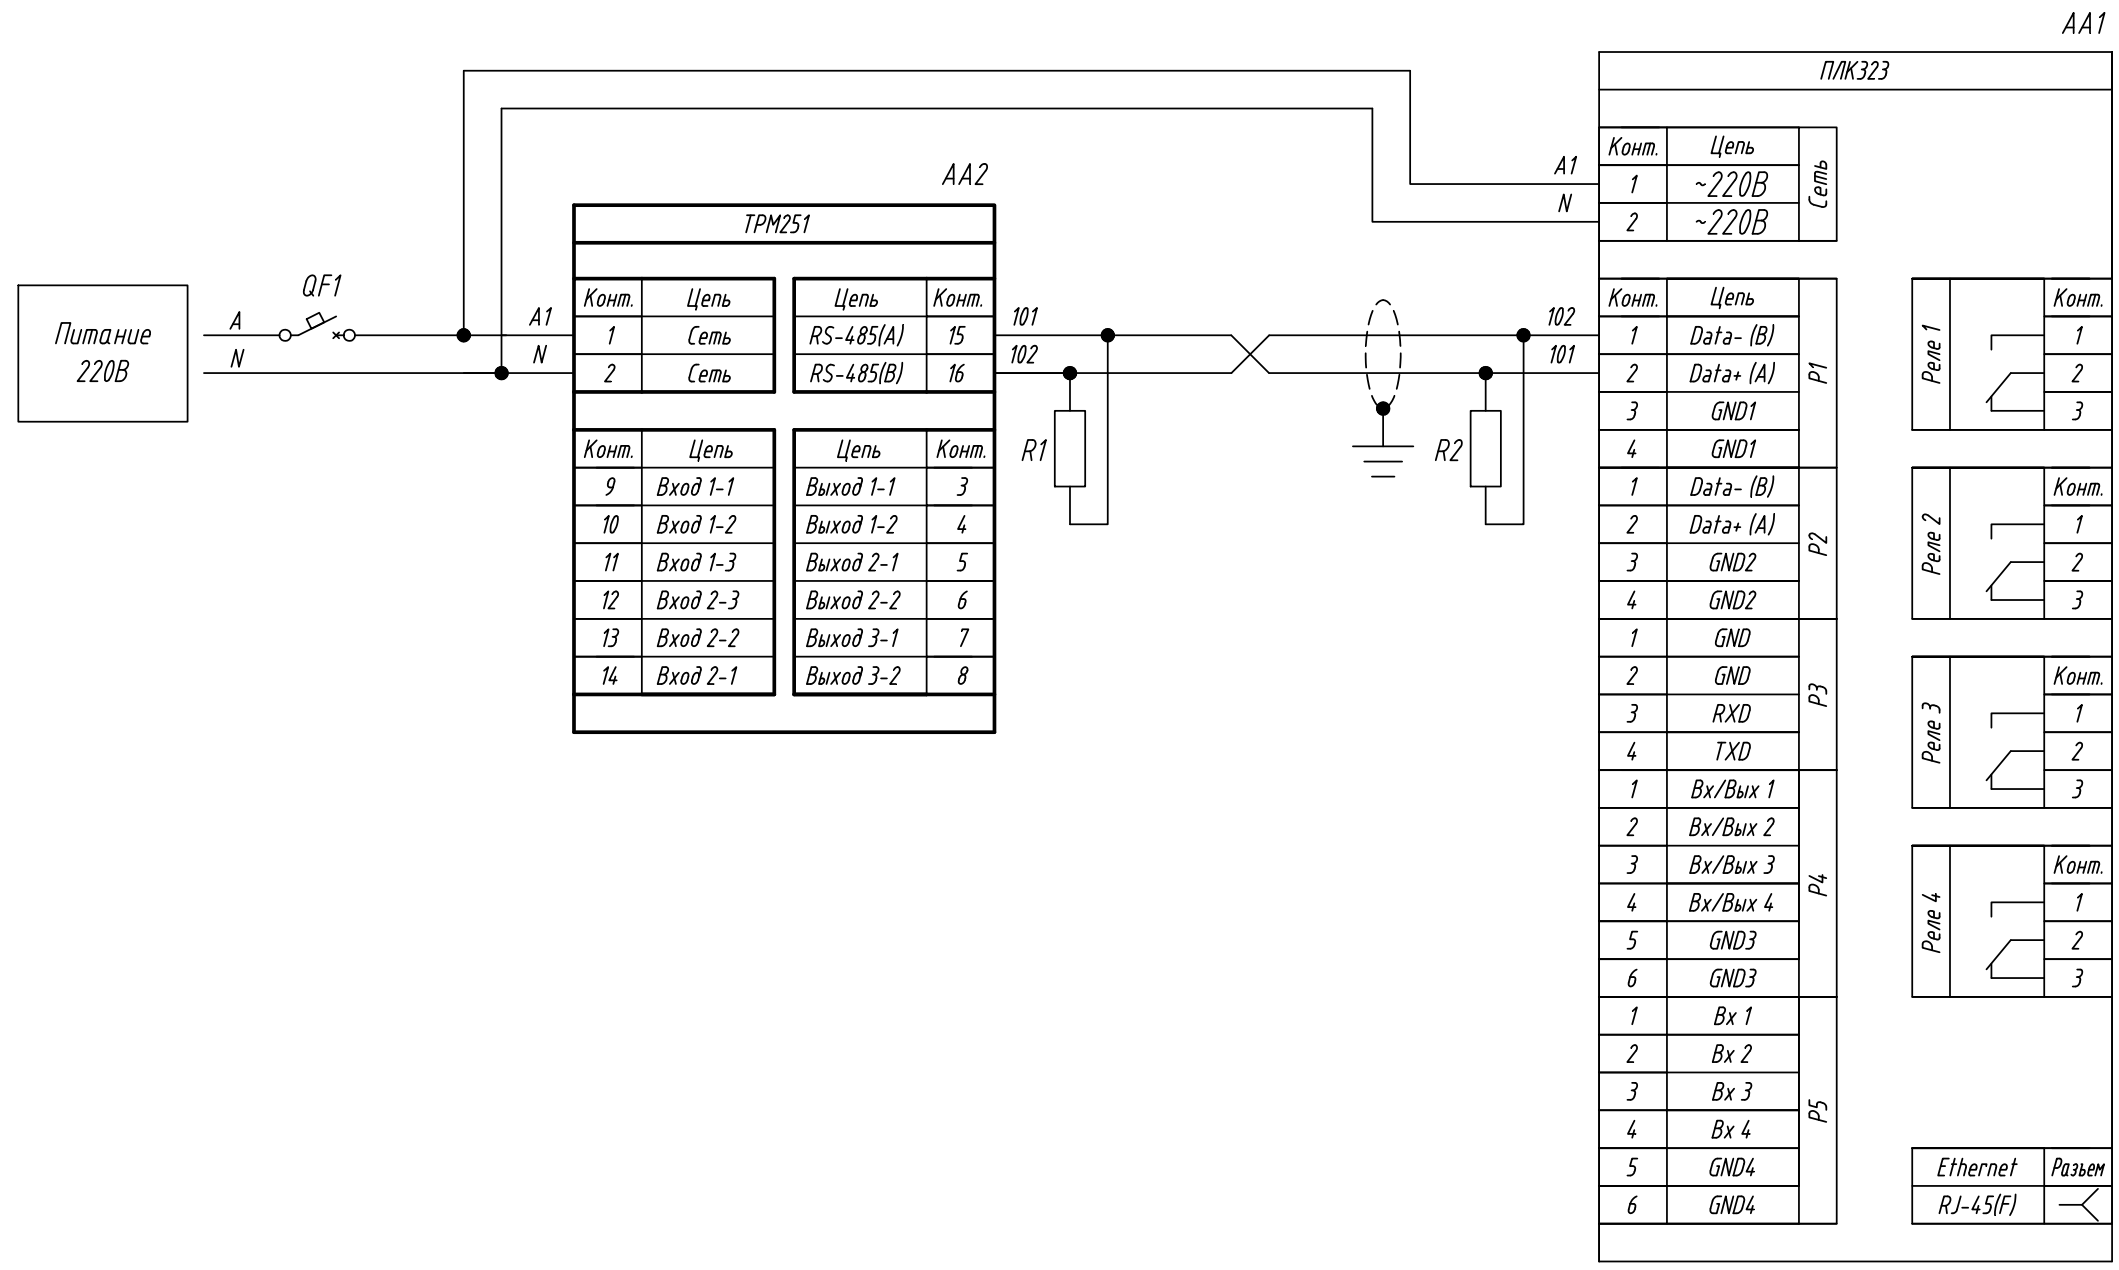 AA1
ПЛК323
Конт. Цепь
1 ~220В
2 ~220В
Сеть
A1
N
AA2
ТРМ251
Конт. Цепь
1 Сеть
2 Сеть
Цепь Конт.
RS-485(A) 15
RS-485(B) 16
Конт. Цепь
9 Вход 1-1
10 Вход 1-2
11 Вход 1-3
12 Вход 2-3
13 Вход 2-2
14 Вход 2-1
Цепь Конт.
Выход 1-1 3
Выход 1-2 4
Выход 2-1 5
Выход 2-2 6
Выход 3-1 7
Выход 3-2 8
Питание
220В
A
N
QF1
A1
N
101
102
R1
R2
102
101
Конт. Цепь
1 Data- (B)
2 Data+ (A)
3 GND1
4 GND1
P1
1 Data- (B)
2 Data+ (A)
3 GND2
4 GND2
P2
1 GND
2 GND
3 RXD
4 TXD
P3
1 Вх/Вых 1
2 Вх/Вых 2
3 Вх/Вых 3
4 Вх/Вых 4
5 GND3
6 GND3
P4
1 Вх 1
2 Вх 2
3 Вх 3
4 Вх 4
5 GND4
6 GND4
P5
Реле 1
Конт.
1
2
3
Реле 2
Конт.
1
2
3
Реле 3
Конт.
1
2
3
Реле 4
Конт.
1
2
3
Ethernet Разъем
RJ-45(F)